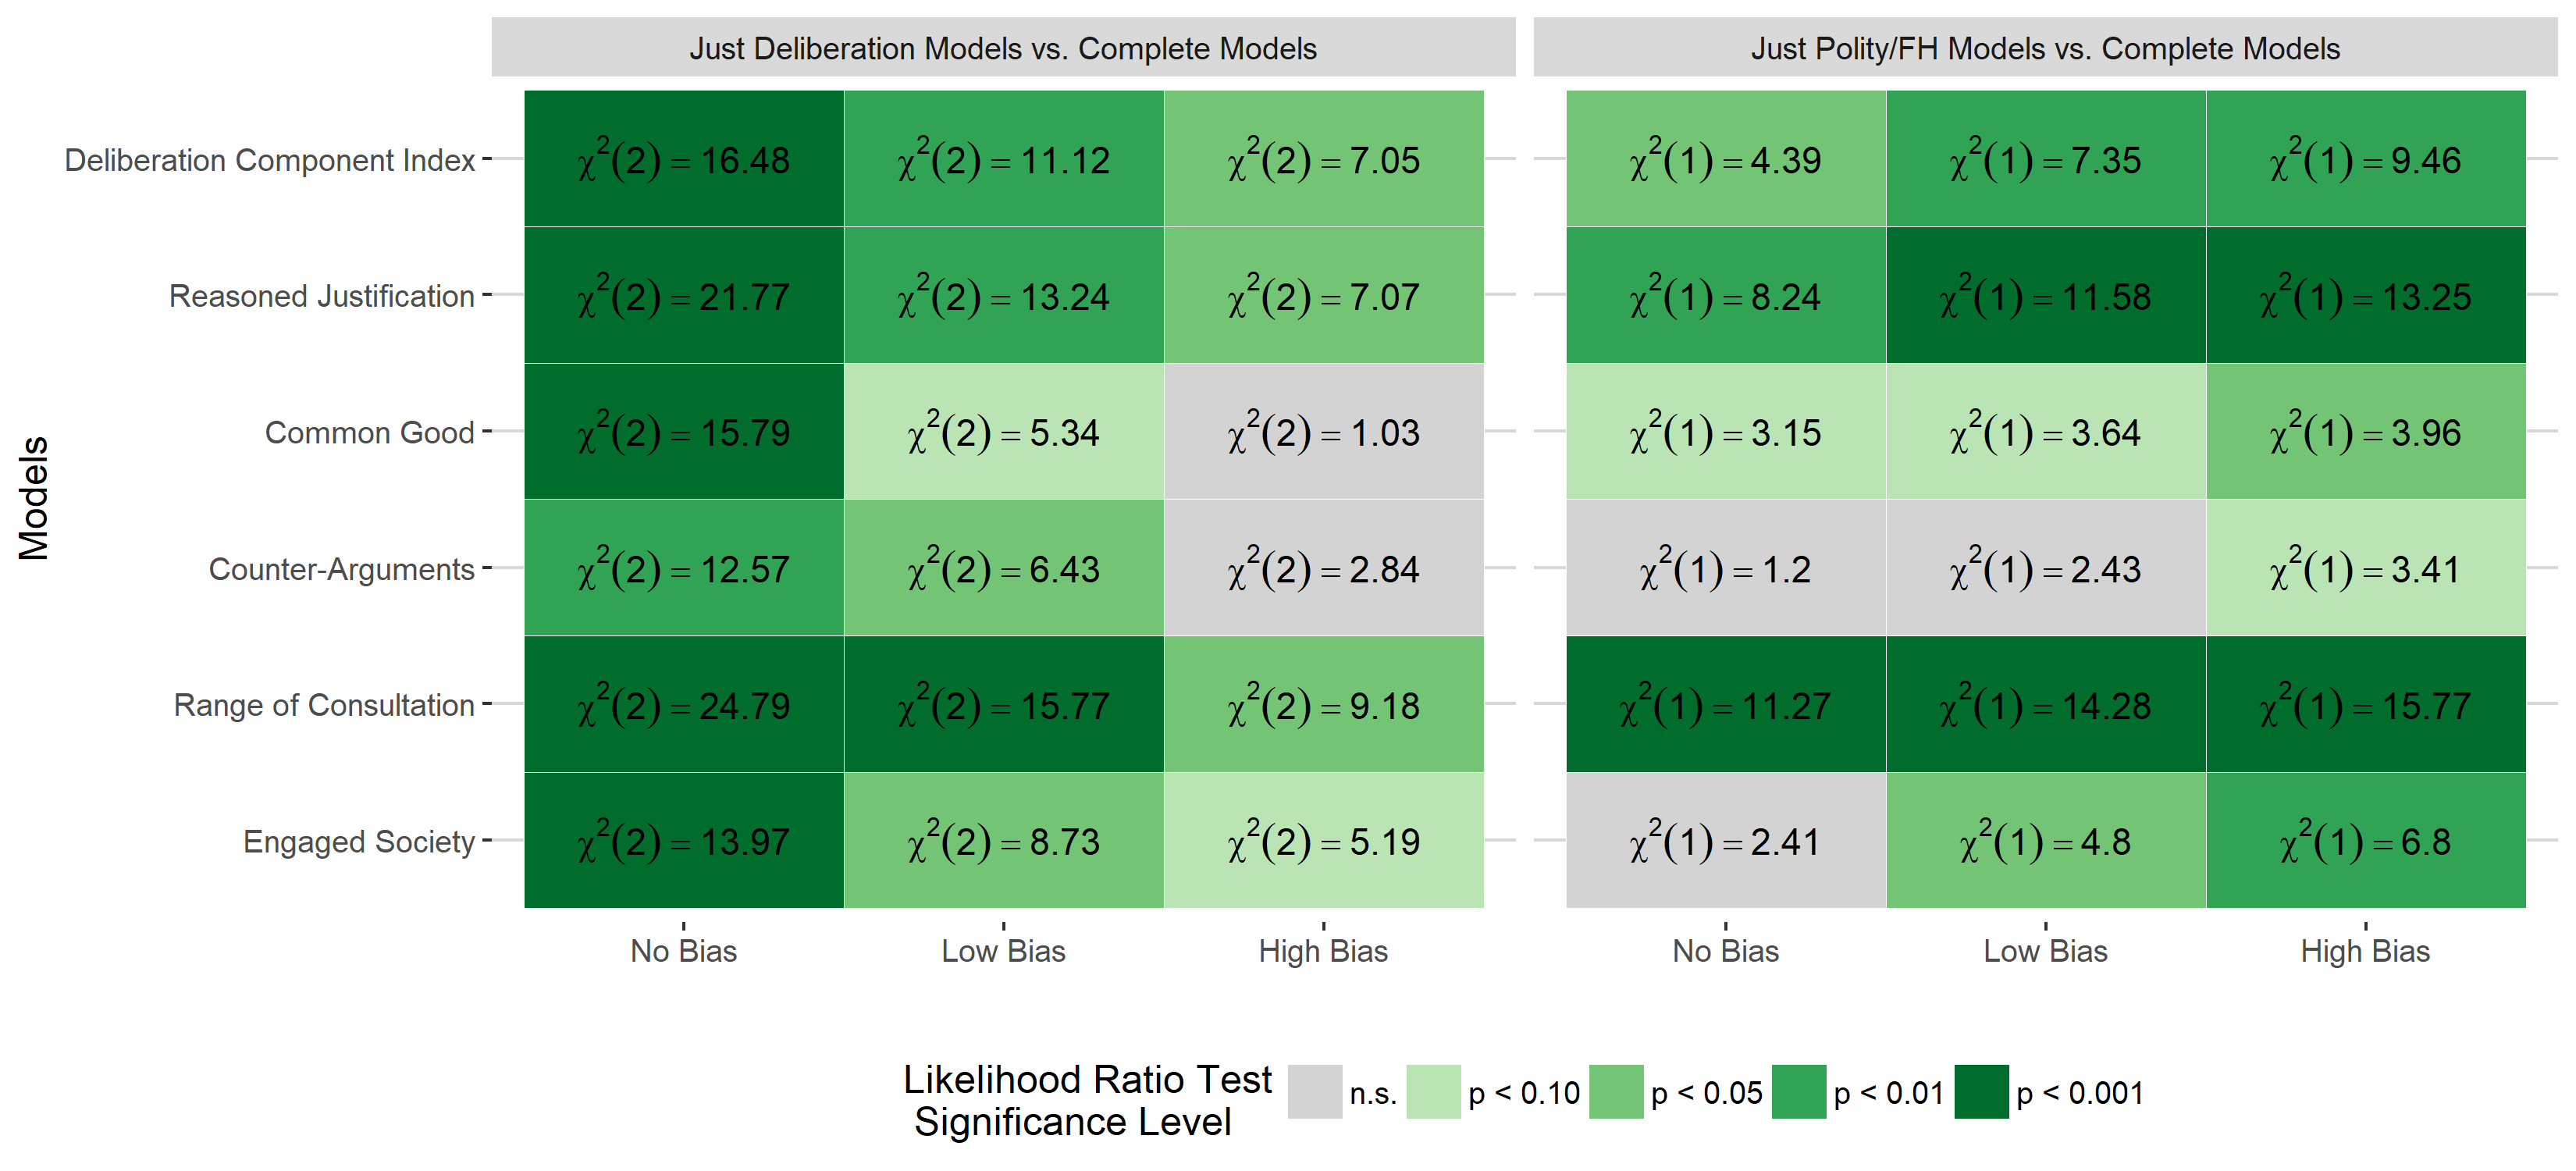 Just Deliberation Models vs. Complete Models
Just Polity/FH Models vs. Complete Models
Models
Deliberation Component Index
χ²(2) = 16.48
χ²(2) = 11.12
χ²(2) = 7.05
χ²(1) = 4.39
χ²(1) = 7.35
χ²(1) = 9.46
Reasoned Justification
χ²(2) = 21.77
χ²(2) = 13.24
χ²(2) = 7.07
χ²(1) = 8.24
χ²(1) = 11.58
χ²(1) = 13.25
Common Good
χ²(2) = 15.79
χ²(2) = 5.34
χ²(2) = 1.03
χ²(1) = 3.15
χ²(1) = 3.64
χ²(1) = 3.96
Counter-Arguments
χ²(2) = 12.57
χ²(2) = 6.43
χ²(2) = 2.84
χ²(1) = 1.2
χ²(1) = 2.43
χ²(1) = 3.41
Range of Consultation
χ²(2) = 24.79
χ²(2) = 15.77
χ²(2) = 9.18
χ²(1) = 11.27
χ²(1) = 14.28
χ²(1) = 15.77
Engaged Society
χ²(2) = 13.97
χ²(2) = 8.73
χ²(2) = 5.19
χ²(1) = 2.41
χ²(1) = 4.8
χ²(1) = 6.8
No Bias
Low Bias
High Bias
No Bias
Low Bias
High Bias
Likelihood Ratio Test
Significance Level
n.s.
p < 0.10
p < 0.05
p < 0.01
p < 0.001